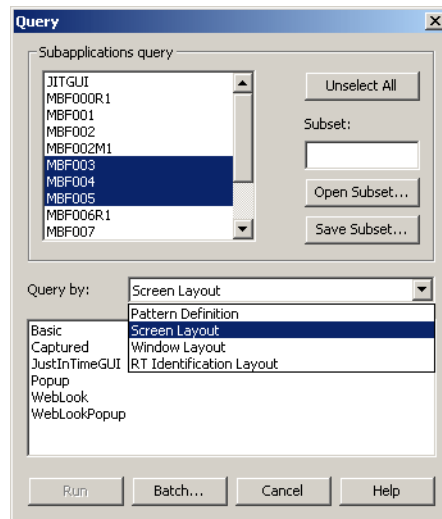 Query
Subapplications query
JITGUI
MBF000R1
MBF001
MBF002
MBF002M1
MBF003
MBF004
MBF005
MBF006R1
MBF007
Unselect All
Subset:
Open Subset...
Save Subset...
Query by:
Screen Layout
Pattern Definition
Screen Layout
Window Layout
RT Identification Layout
Basic
Captured
JustInTimeGUI
Popup
WebLook
WebLookPopup
Run
Batch...
Cancel
Help